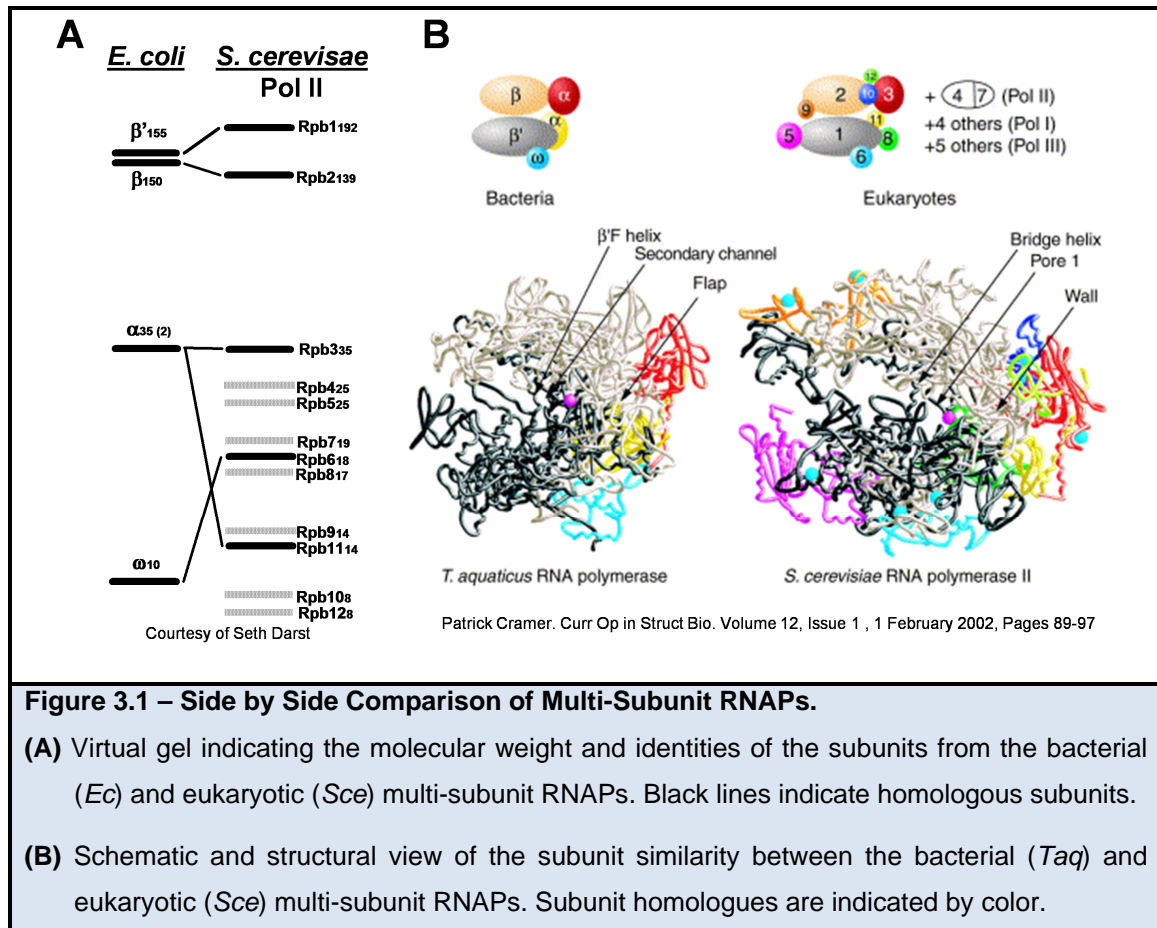 A
E. coli
S. cerevisae
Pol II
β'155
β150
α35 (2)
ω10
Rpb1192
Rpb2139
Rpb335
Rpb425
Rpb525
Rpb719
Rpb618
Rpb817
Rpb914
Rpb1114
Rpb108
Rpb128
Courtesy of Seth Darst
B
β
α
α
β'
ω
Bacteria
12
2
10
3
9
11
5
1
8
6
+ 4 7 (Pol II)
+4 others (Pol I)
+5 others (Pol III)
Eukaryotes
β'F helix
Secondary channel
Flap
Bridge helix
Pore 1
Wall
T. aquaticus RNA polymerase
S. cerevisiae RNA polymerase II
Patrick Cramer. Curr Op in Struct Bio. Volume 12, Issue 1 , 1 February 2002, Pages 89-97
Figure 3.1 – Side by Side Comparison of Multi-Subunit RNAPs.
(A) Virtual gel indicating the molecular weight and identities of the subunits from the bacterial
(Ec) and eukaryotic (Sce) multi-subunit RNAPs. Black lines indicate homologous subunits.
(B) Schematic and structural view of the subunit similarity between the bacterial (Taq) and
eukaryotic (Sce) multi-subunit RNAPs. Subunit homologues are indicated by color.